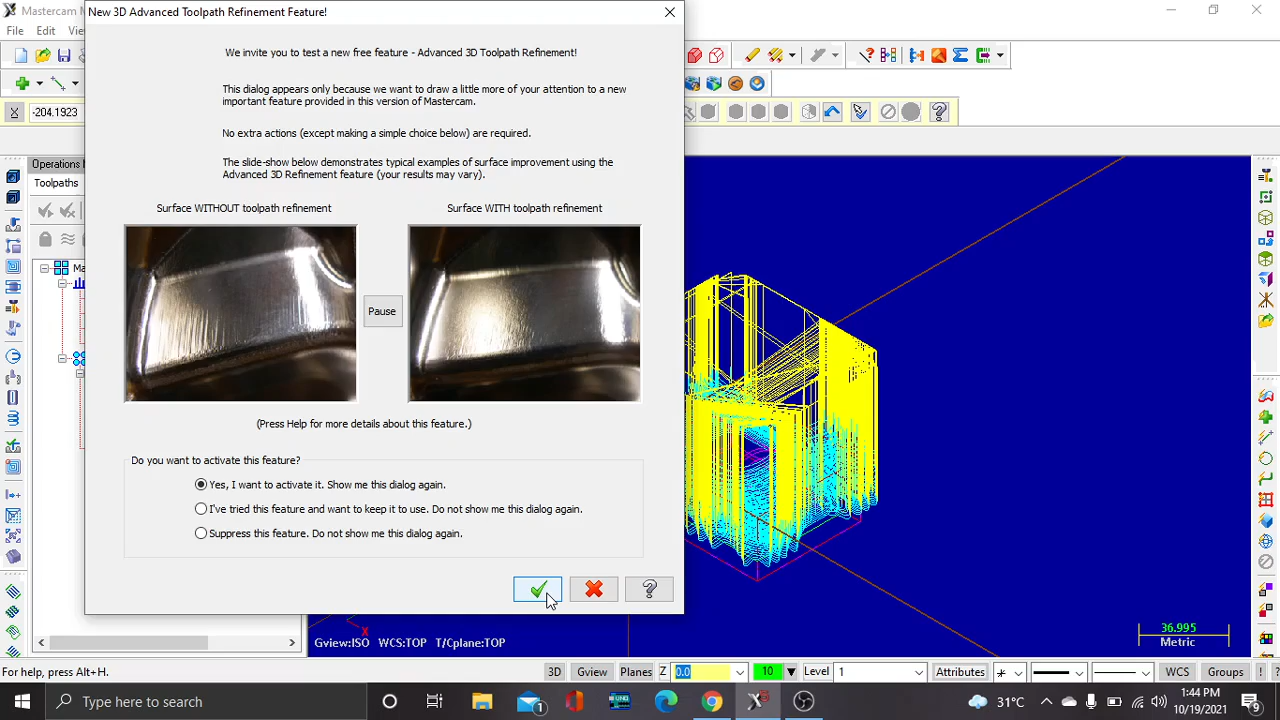 New 3D Advanced Toolpath Refinement Feature!
Mastercam
File Edit
We invite you to test a new free feature - Advanced 3D Toolpath Refinement!
This dialog appears only because we want to draw a little more of your attention to a new
important feature provided in this version of Mastercam.
-204.1923
No extra actions (except making a simple choice below) are required.
The slide-show below demonstrates typical examples of surface improvement using the
Advanced 3D Refinement feature (your results may vary).
Operations
Toolpaths
Surface WITHOUT toolpath refinement
Surface WITH toolpath refinement
Pause
(Press Help for more details about this feature.)
Do you want to activate this feature?
Yes, I want to activate it. Show me this dialog again.
I've tried this feature and want to keep it to use. Do not show me this dialog again.
Suppress this feature. Do not show me this dialog again.
X
Gview:ISO WCS:TOP T/Cplane:TOP
36.995
Metric
For help, press Alt+H.
3D Gview Planes Z 0.0 10 Level 1 Attributes WCS Groups
Type here to search
1
31°C
1:44 PM
10/19/2021
9